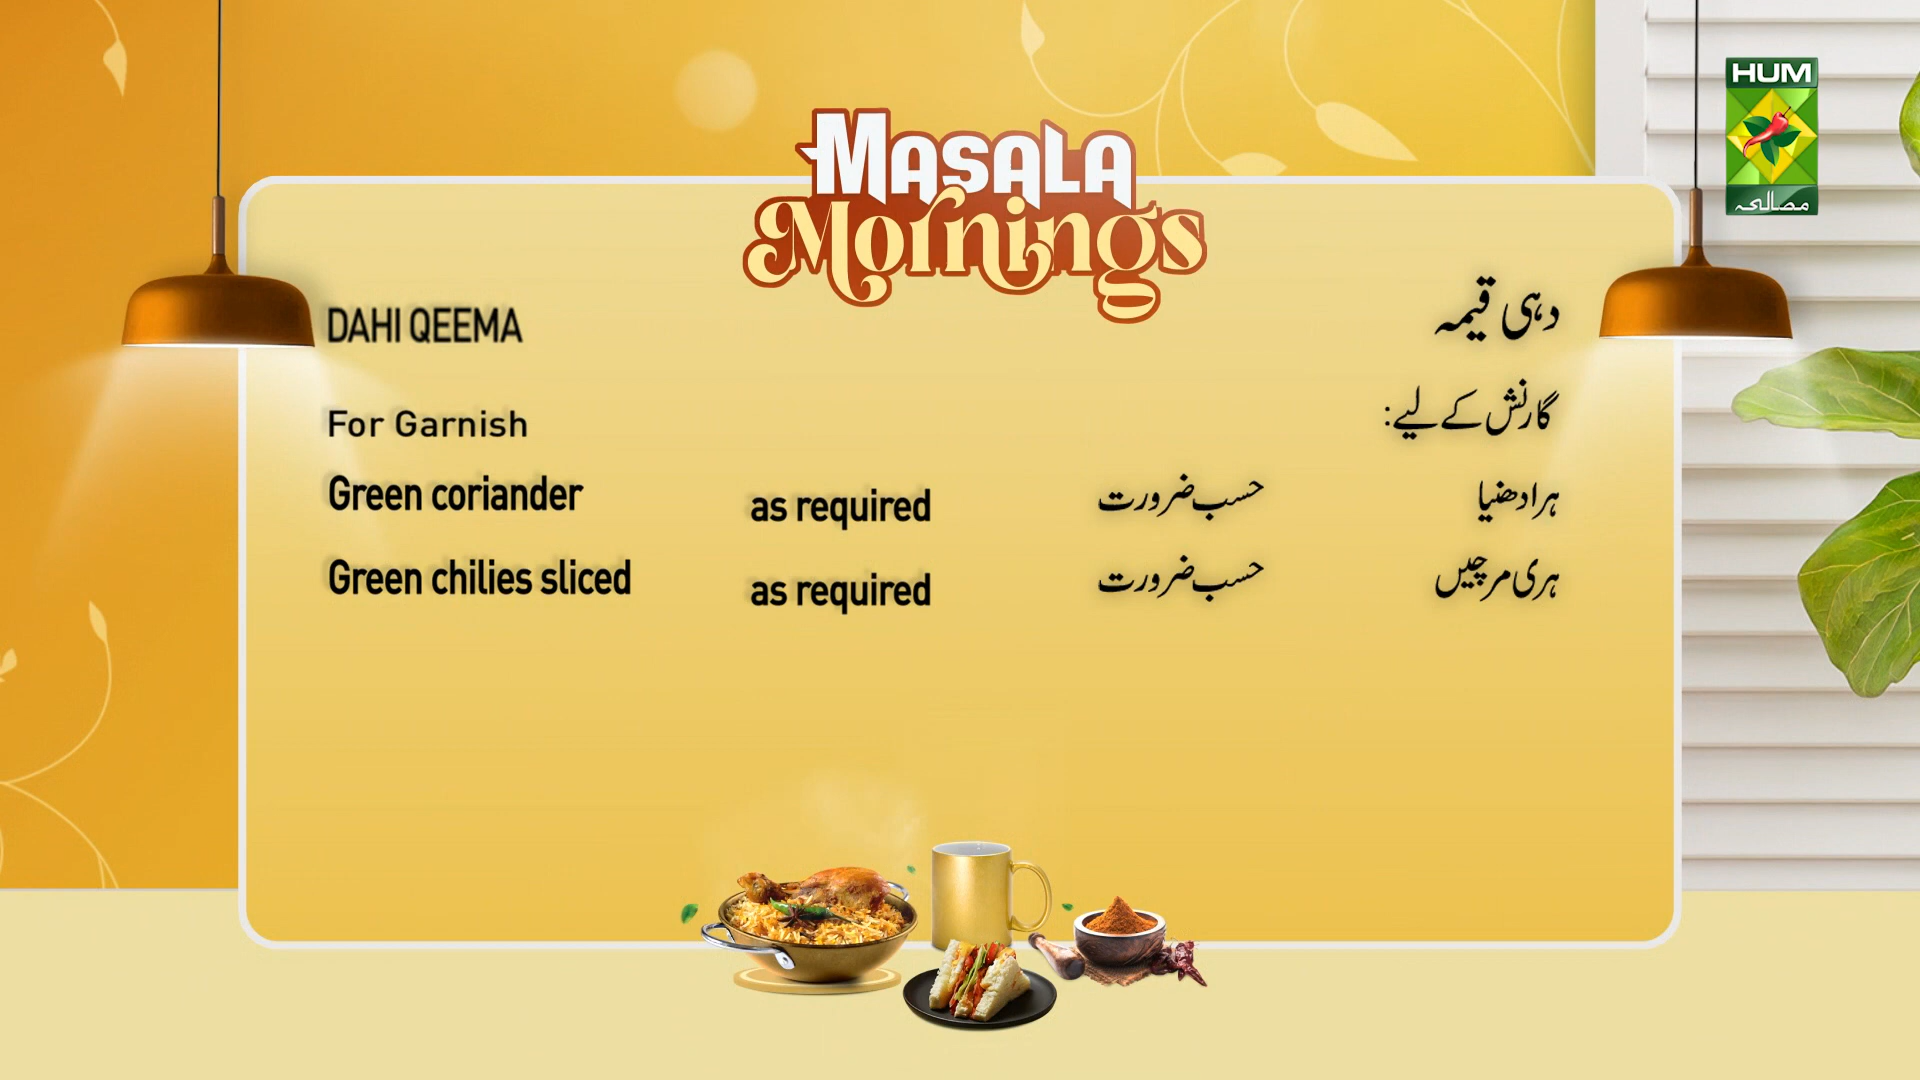 HUM
مصالحہ
MASALA
Mornings
DAHI QEEMA دہی قیمہ
For Garnish گارنش کے لیے:
Green coriander as required حسب ضرورت ہرا دھنیا
Green chilies sliced as required حسب ضرورت ہری مرچیں